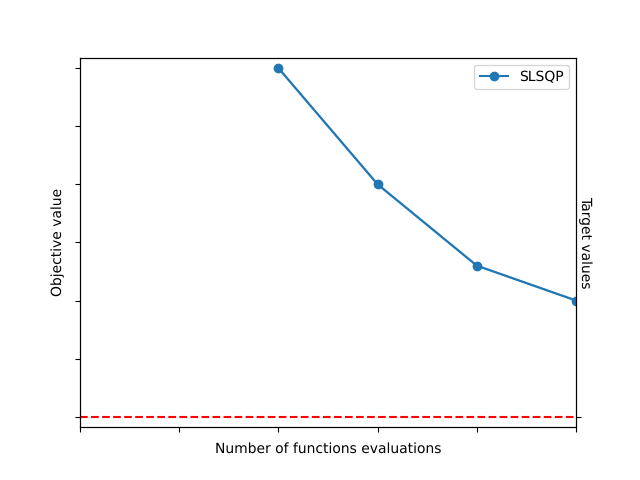 SLSQP
Objective value
Target values
Number of functions evaluations